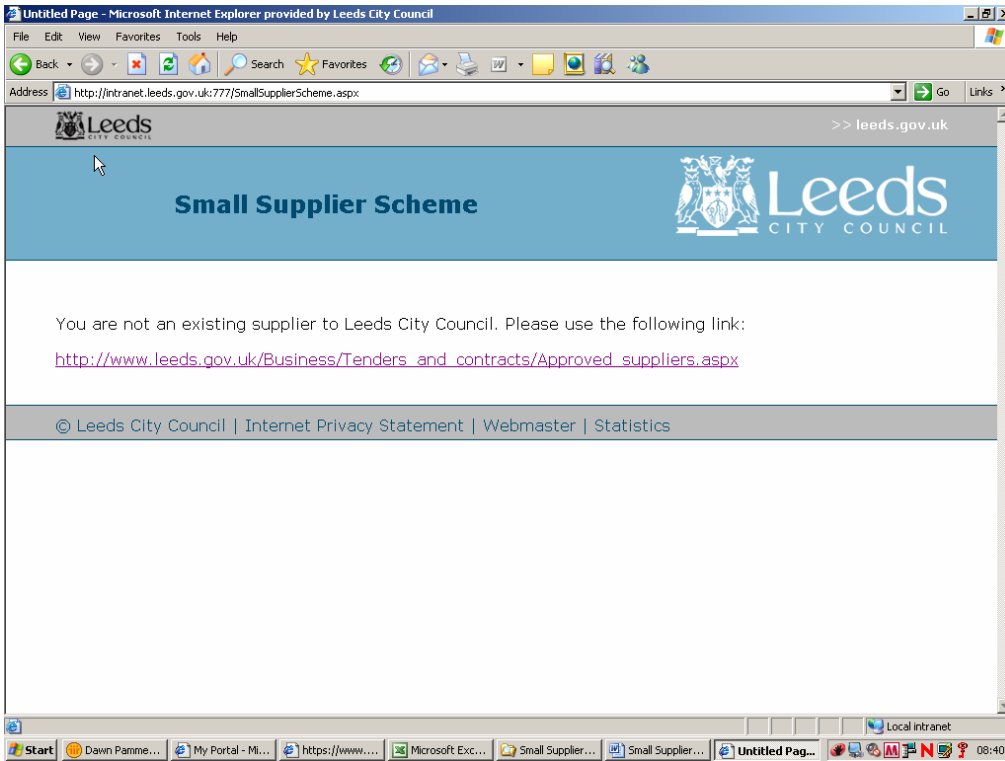 Untitled Page - Microsoft Internet Explorer provided by Leeds City Council
File Edit View Favorites Tools Help
Back Search Favorites
Address http://intranet.leeds.gov.uk:777/SmallSupplierScheme.aspx Go Links
Leeds
CITY COUNCIL
>> leeds.gov.uk
Small Supplier Scheme
Leeds
CITY COUNCIL
You are not an existing supplier to Leeds City Council. Please use the following link:
http://www.leeds.gov.uk/Business/Tenders_and_contracts/Approved_suppliers.aspx
© Leeds City Council | Internet Privacy Statement | Webmaster | Statistics
Local intranet
Start Dawn Pamme... My Portal - Mi... https://www.... Microsoft Exc... Small Supplier... Small Supplier... Untitled Pag... 08:40